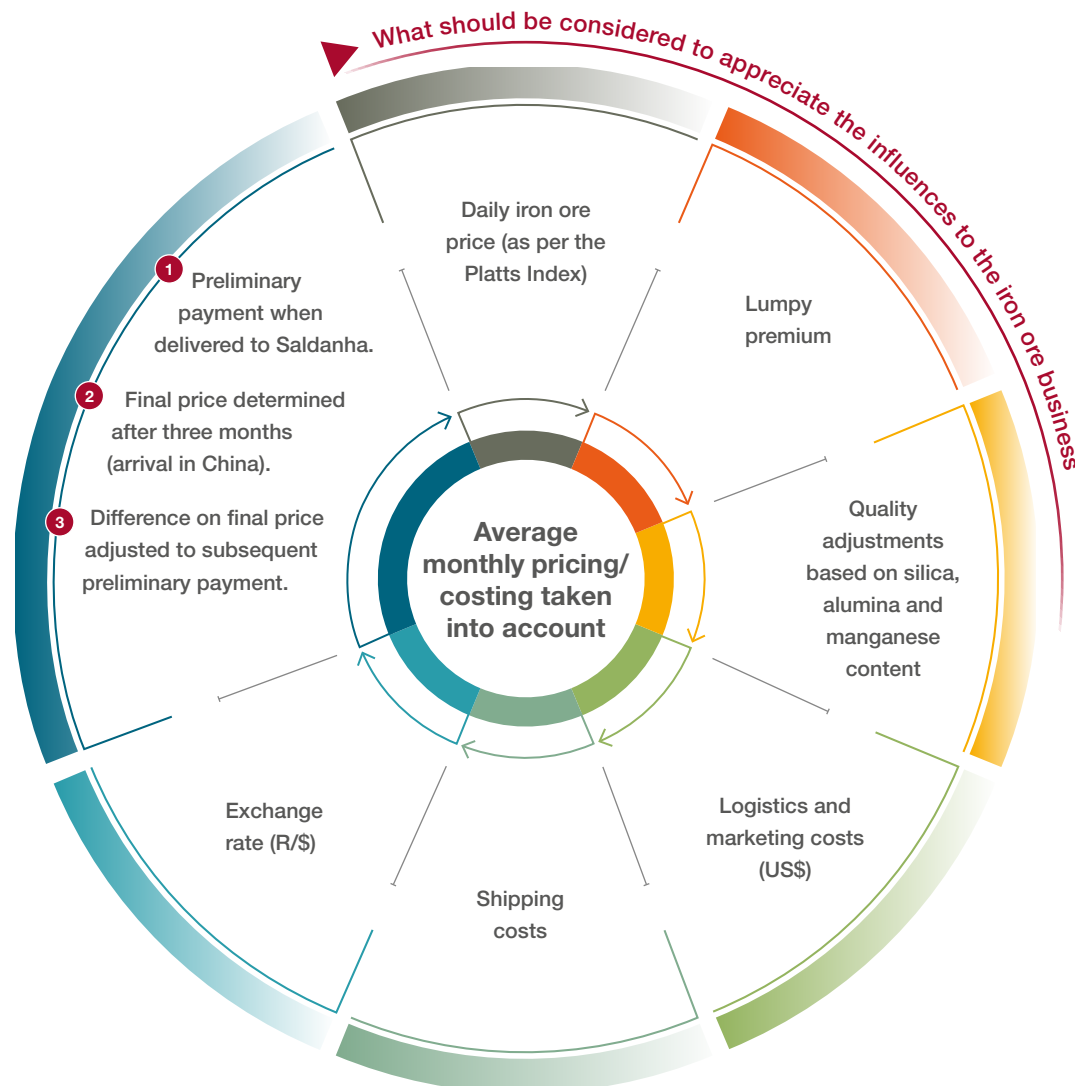 What should be considered to appreciate the influences to the iron ore business
Daily iron ore
price (as per the
Platts Index)
Lumpy
premium
Quality
adjustments
based on silica,
alumina and
manganese
content
Logistics and
marketing costs
(US$)
Shipping
costs
Exchange
rate (R/$)
1
Preliminary
payment when
delivered to Saldanha.
2
Final price determined
after three months
(arrival in China).
3
Difference on final price
adjusted to subsequent
preliminary payment.
Average
monthly pricing/
costing taken
into account